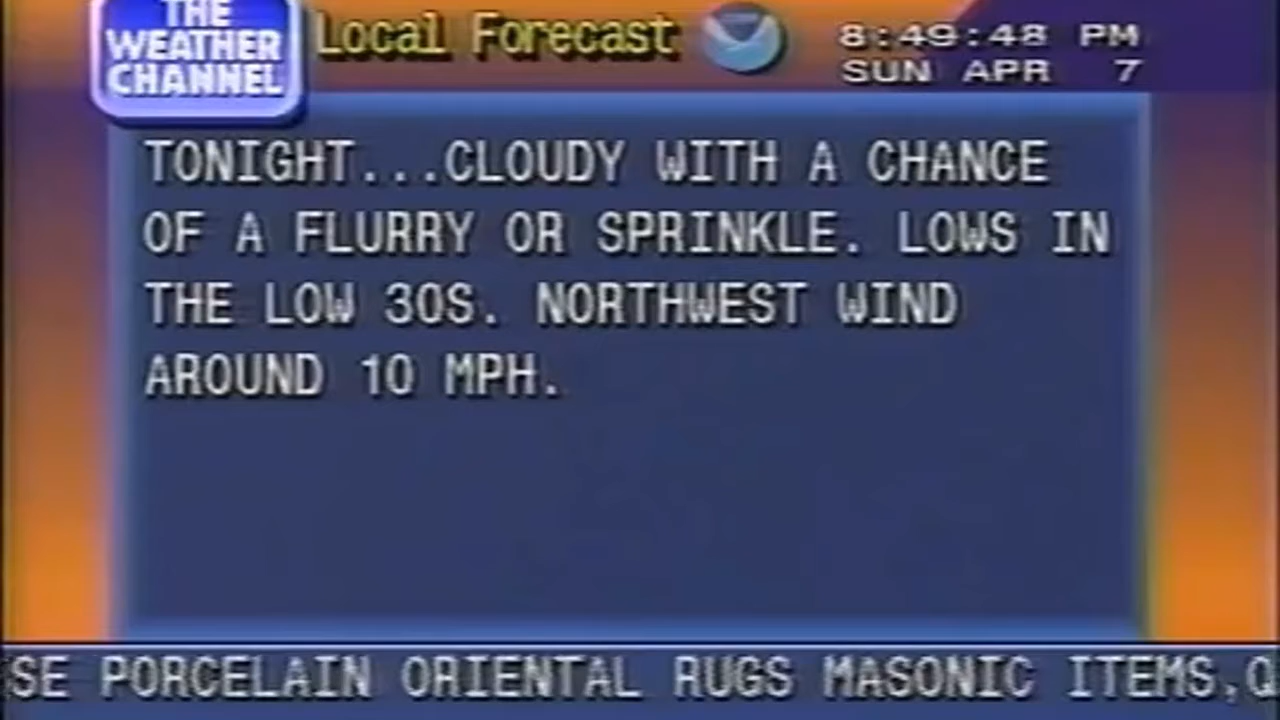 THE
WEATHER
CHANNEL
Local Forecast
8:49:48 PM
SUN APR 7
TONIGHT...CLOUDY WITH A CHANCE
OF A FLURRY OR SPRINKLE. LOWS IN
THE LOW 30S. NORTHWEST WIND
AROUND 10 MPH.
SE PORCELAIN ORIENTAL RUGS MASONIC ITEMS.Q